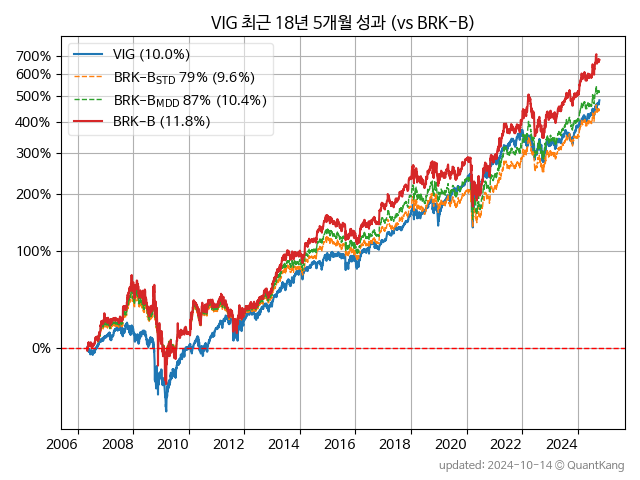 VIG 최근 18년 5개월 성과 (vs BRK-B)
VIG (10.0%)
BRK-BSTD 79% (9.6%)
BRK-BMDD 87% (10.4%)
BRK-B (11.8%)
700%
600%
500%
400%
300%
200%
100%
0%
2006 2008 2010 2012 2014 2016 2018 2020 2022 2024
updated: 2024-10-14 © QuantKang